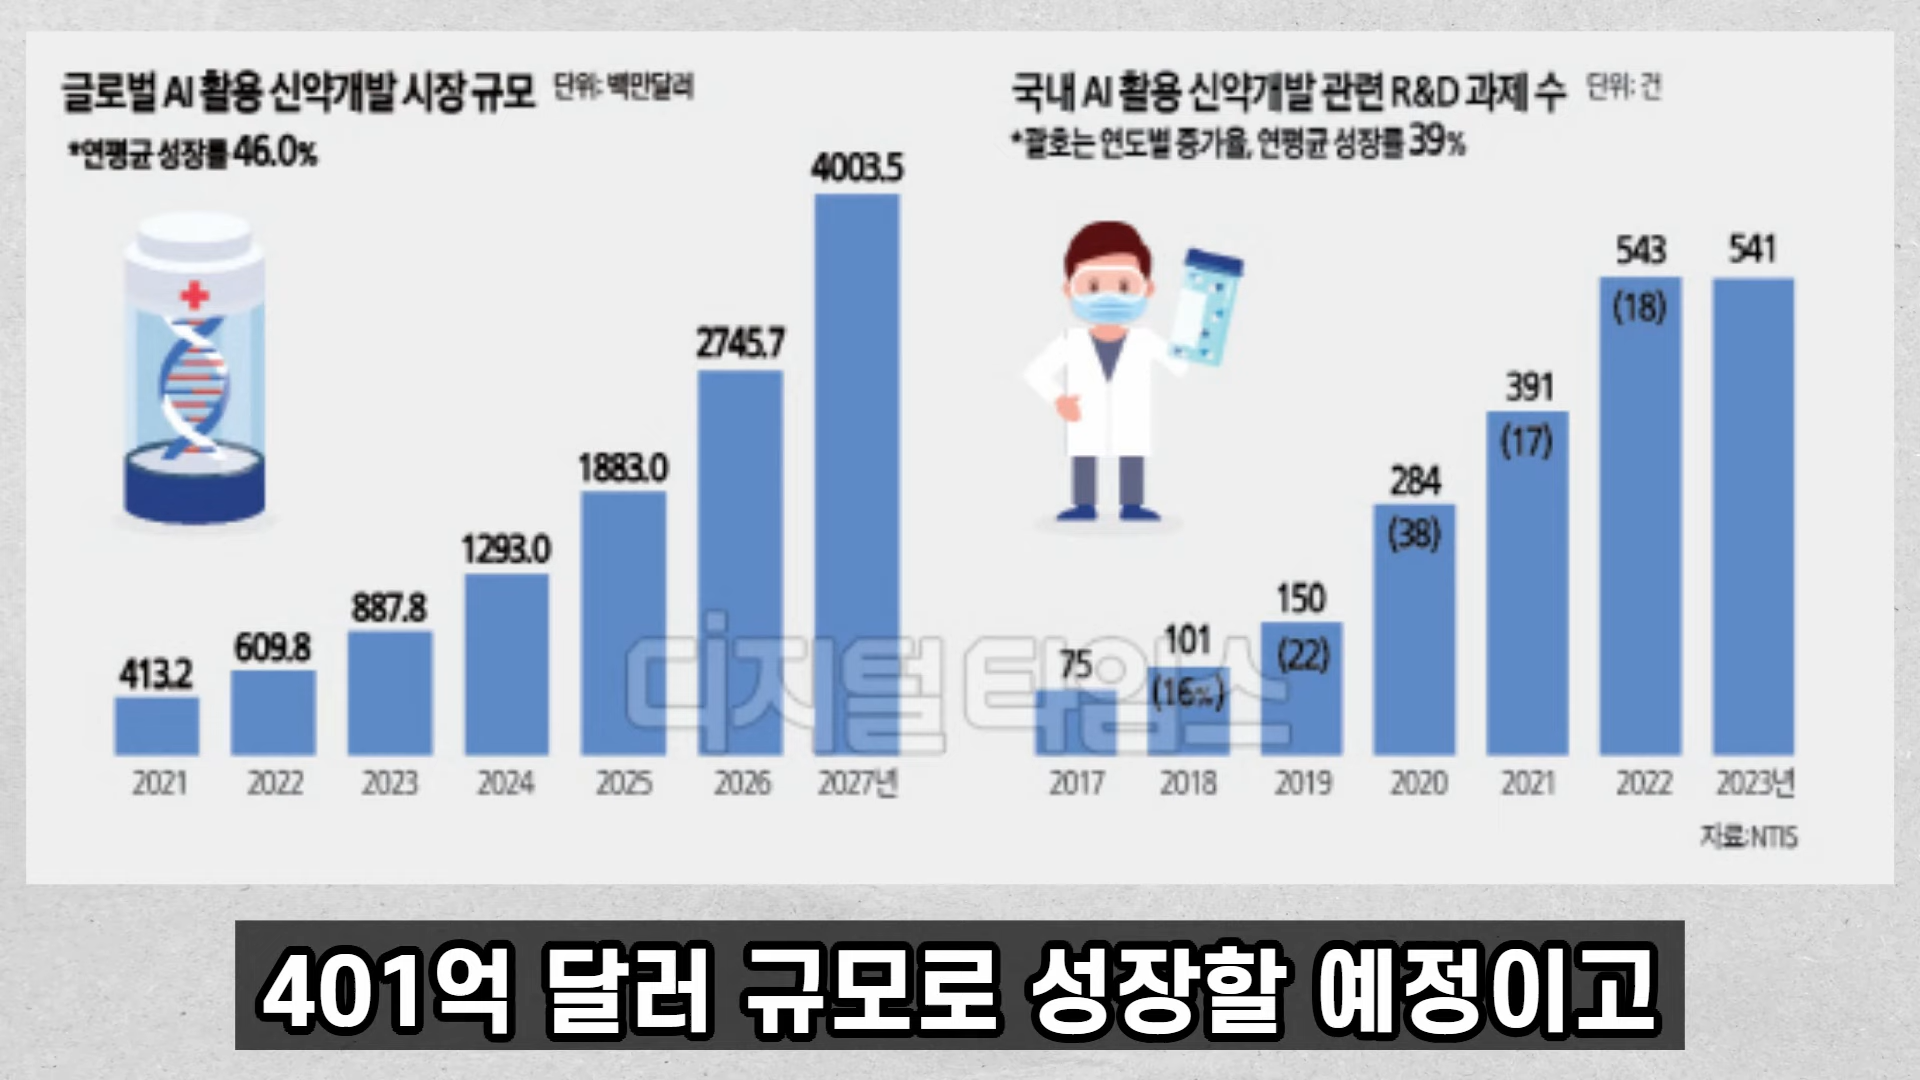 글로벌 AI 활용 신약개발 시장 규모 단위: 백만달러
*연평균 성장률 46.0%
413.2
609.8
887.8
1293.0
1883.0
2745.7
4003.5
2021 2022 2023 2024 2025 2026 2027년
국내 AI 활용 신약개발 관련 R&D 과제 수 단위: 건
*괄호는 연도별 증가율, 연평균 성장률 39%
75
101
(16%)
150
(22)
284
(38)
391
(17)
543
(18)
541
2017 2018 2019 2020 2021 2022 2023년
자료:NTIS
디지털타임스
401억 달러 규모로 성장할 예정이고